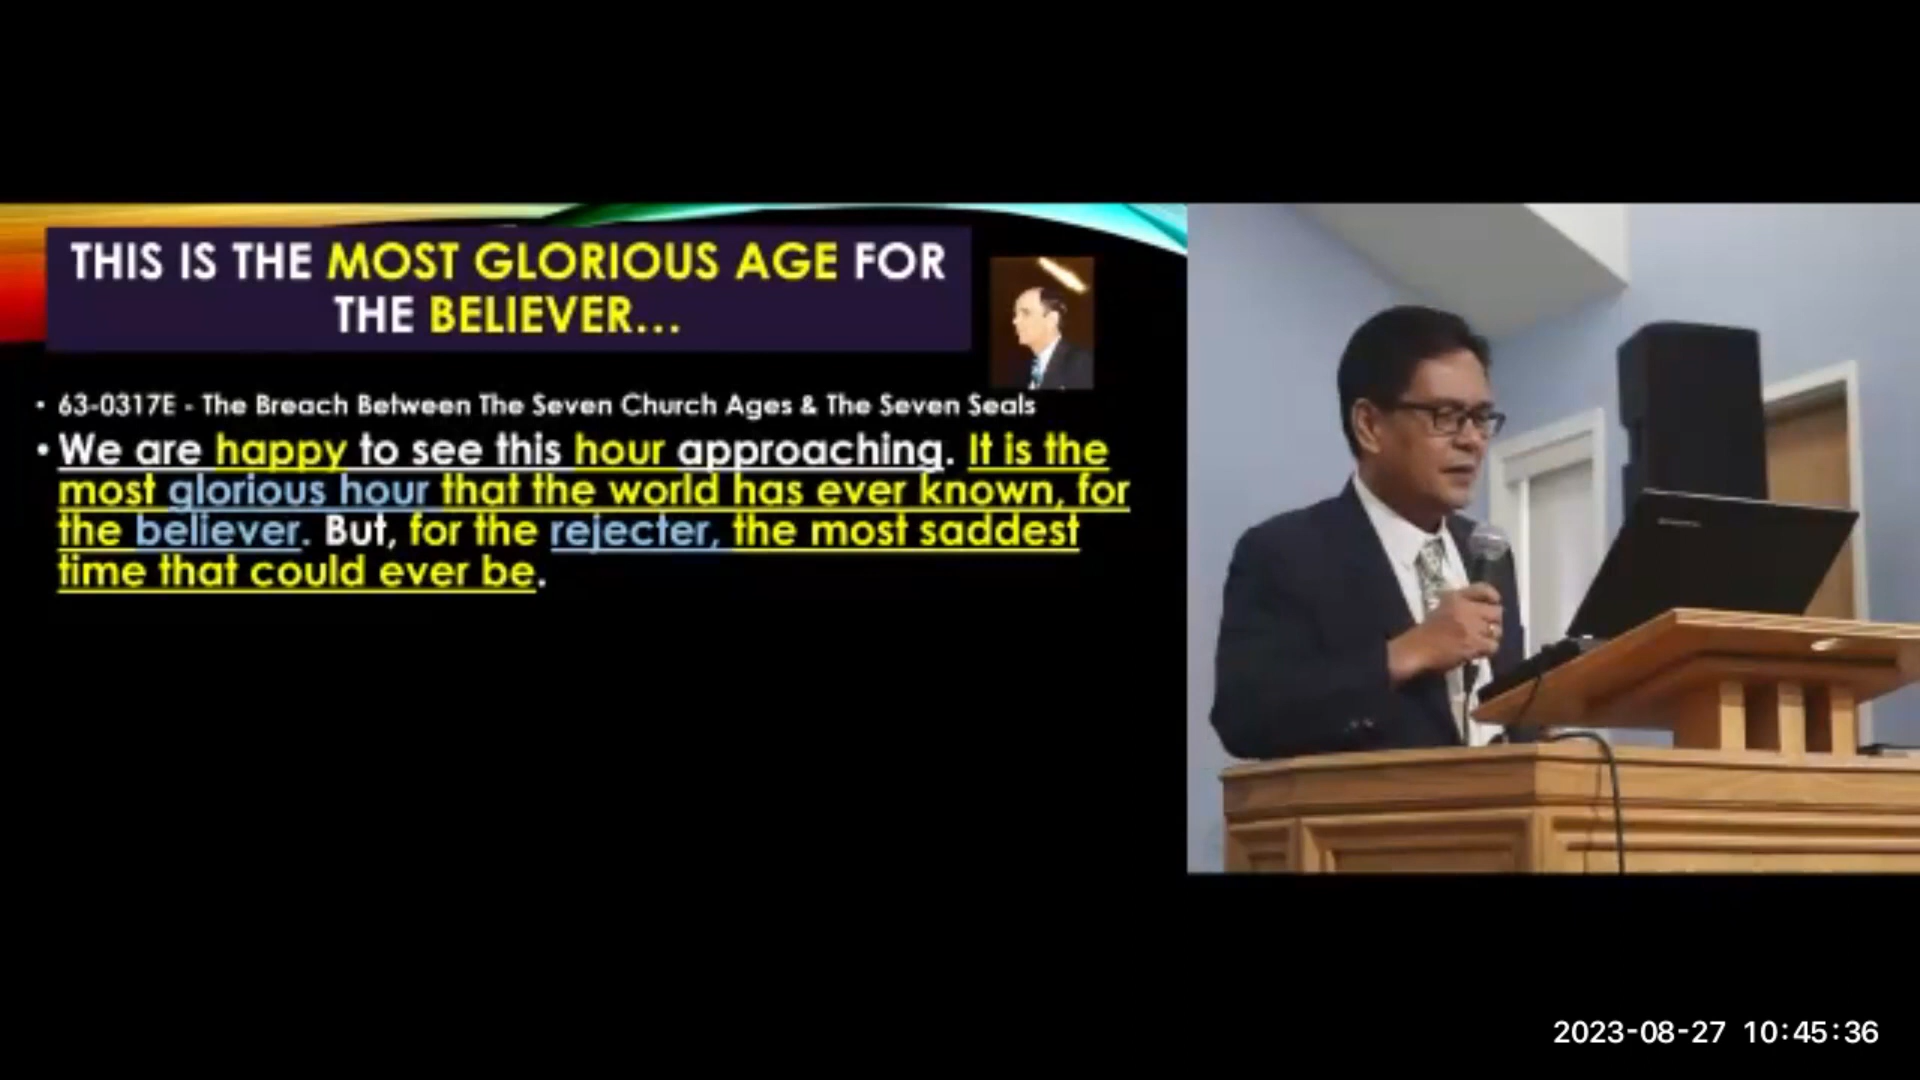 THIS IS THE MOST GLORIOUS AGE FOR
THE BELIEVER...
• 63-0317E - The Breach Between The Seven Church Ages & The Seven Seals
• We are happy to see this hour approaching. It is the
most glorious hour that the world has ever known, for
the believer. But, for the rejecter, the most saddest
time that could ever be.
2023-08-27 10:45:36